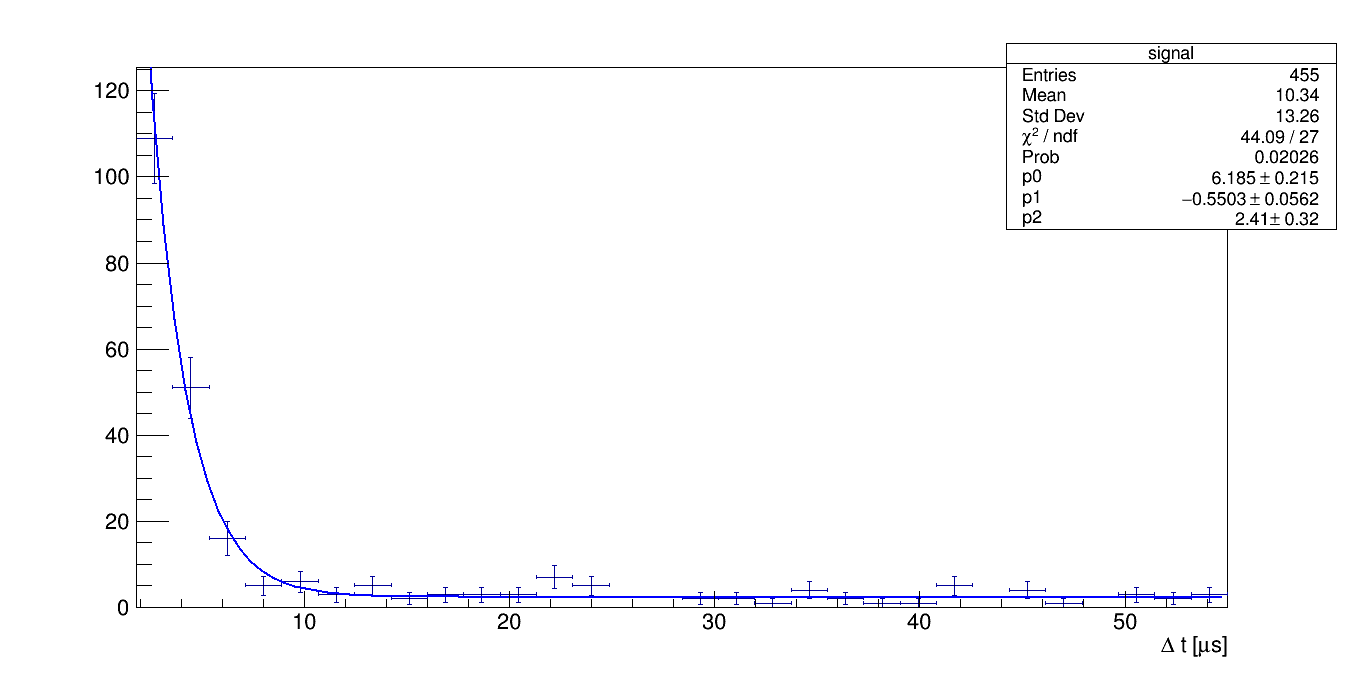 signal
Entries 455
Mean 10.34
Std Dev 13.26
χ² / ndf 44.09 / 27
Prob 0.02026
p0 6.185 ± 0.215
p1 −0.5503 ± 0.0562
p2 2.41± 0.32
120
100
80
60
40
20
0
10 20 30 40 50
Δ t [μs]